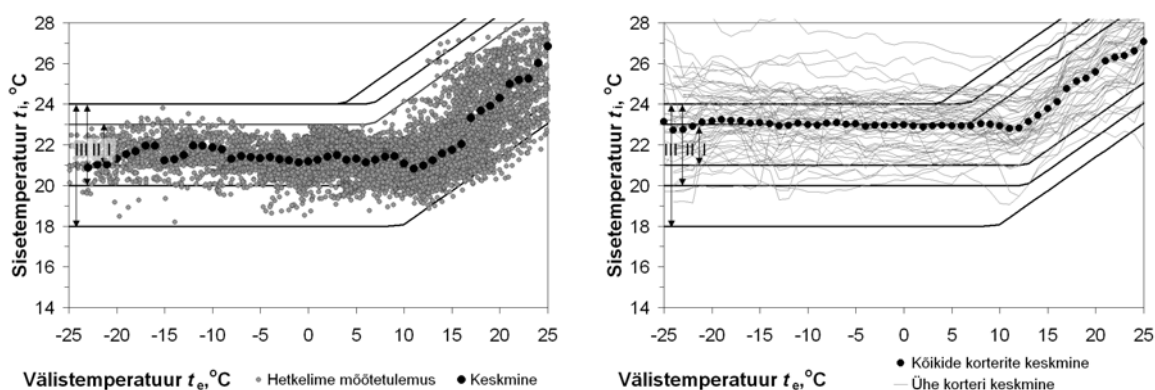 Sisetemperatuur ti, °C
28
26
24
22
20
18
16
14
III II I
-25 -20 -15 -10 -5 0 5 10 15 20 25
Välistemperatuur te,°C
Hetkelime mõõtetulemus Keskmine
Sisetemperatuur ti, °C
28
26
24
22
20
18
16
14
III II I
-25 -20 -15 -10 -5 0 5 10 15 20 25
Välistemperatuur te,°C
Kõikide korterite keskmine
Ühe korteri keskmine